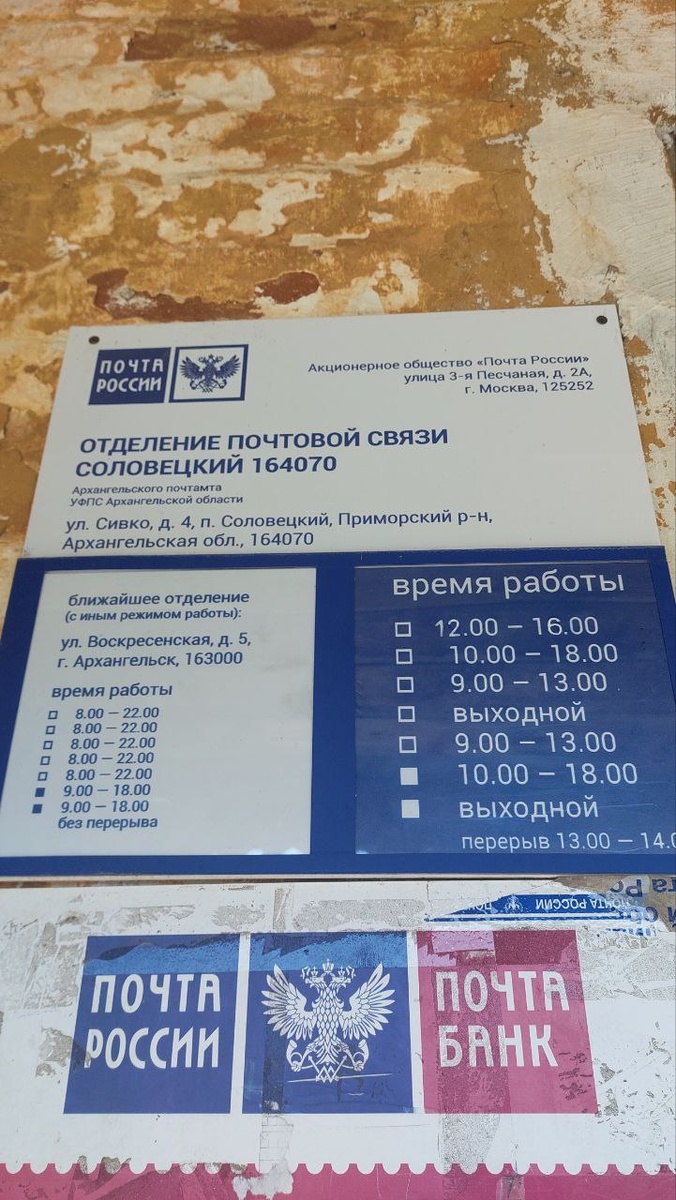 ПОЧТА
РОССИИ
Акционерное общество «Почта России»
улица 3-я Песчаная, д. 2А,
г. Москва, 125252
ОТДЕЛЕНИЕ ПОЧТОВОЙ СВЯЗИ
СОЛОВЕЦКИЙ 164070
Архангельского почтамта
УФПС Архангельской области
ул. Сивко, д. 4, п. Соловецкий, Приморский р-н,
Архангельская обл., 164070
ближайшее отделение
(с иным режимом работы):
ул. Воскресенская, д. 5,
г. Архангельск, 163000
время работы
8.00 – 22.00
8.00 – 22.00
8.00 – 22.00
8.00 – 22.00
8.00 – 22.00
9.00 – 18.00
9.00 – 18.00
без перерыва
время работы
12.00 – 16.00
10.00 – 18.00
9.00 – 13.00
выходной
9.00 – 13.00
10.00 – 18.00
выходной
перерыв 13.00 – 14.0
ПОЧТА РОССИИ
ПОЧТА
РОССИИ
ПОЧТА
БАНК